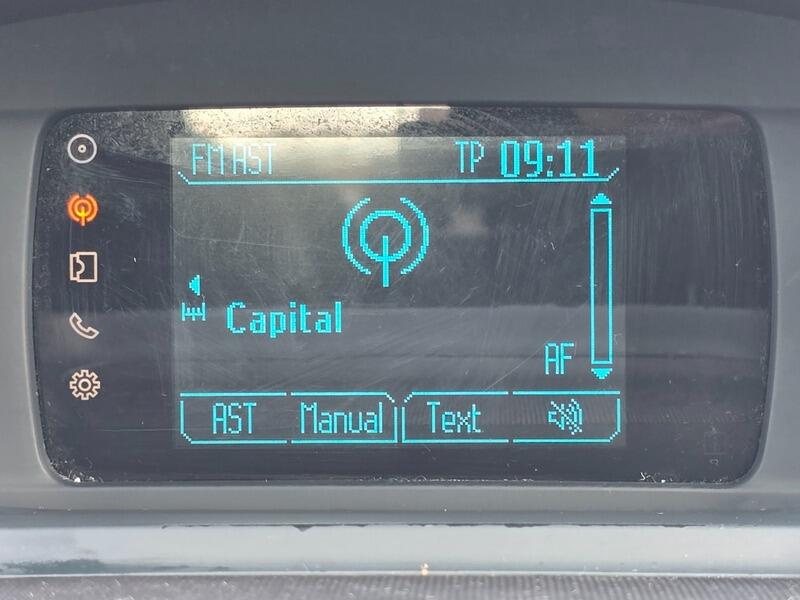 FM AST TP 09:11
Capital
AF
AST Manual Text